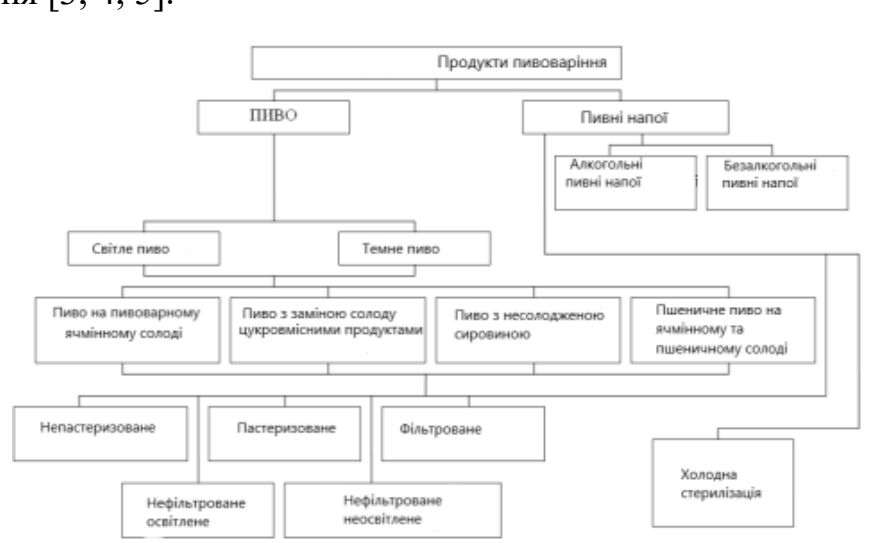 [3, 4, 5].
Продукти пивоваріння
ПИВО
Пивні напої
Алкогольні
пивні напої
Безалкогольні
пивні напої
Світле пиво
Темне пиво
Пиво на пивоварному
ячмінному солоді
Пиво з заміною солоду
цукровмісними продуктами
Пиво з несолодженою
сировиною
Пшеничне пиво на
ячмінному та
пшеничному солоді
Непастеризоване
Пастеризоване
Фільтроване
Холодна
стерилізація
Нефільтроване
освітлене
Нефільтроване
неосвітлене